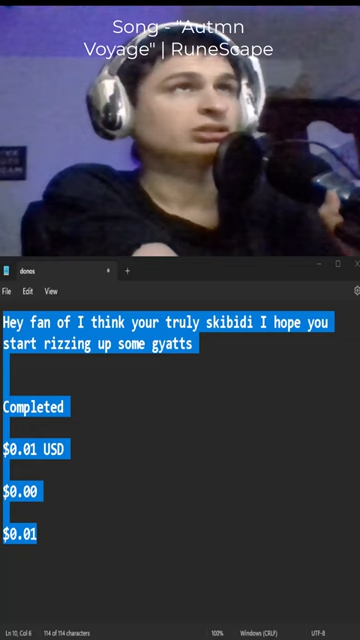 Song - "Autmn
Voyage" | RuneScape
donos
File Edit View
Hey fan of I think your truly skibidi I hope you
start rizzing up some gyatts
Completed
$0.01 USD
$0.00
$0.01
Ln 10, Col 6 114 of 114 characters 100% Windows (CRLF) UTF-8